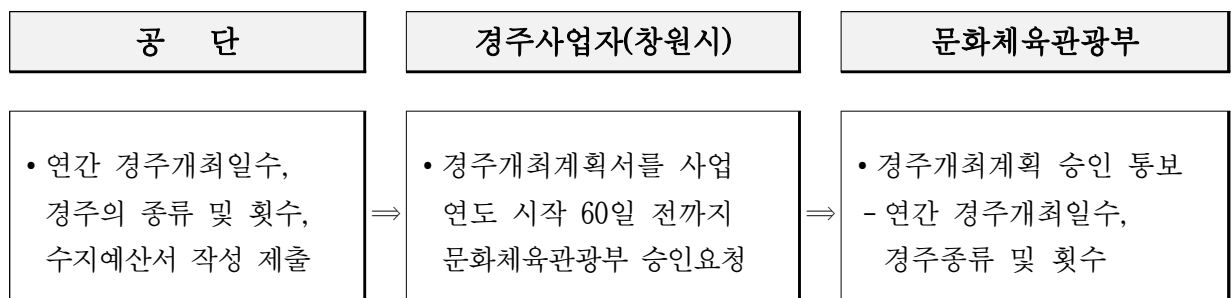 공 단
경주사업자(창원시)
문화체육관광부
• 연간 경주개최일수,
경주의 종류 및 횟수,
수지예산서 작성 제출
⇒
• 경주개최계획서를 사업
연도 시작 60일 전까지
문화체육관광부 승인요청
⇒
• 경주개최계획 승인 통보
- 연간 경주개최일수,
경주종류 및 횟수